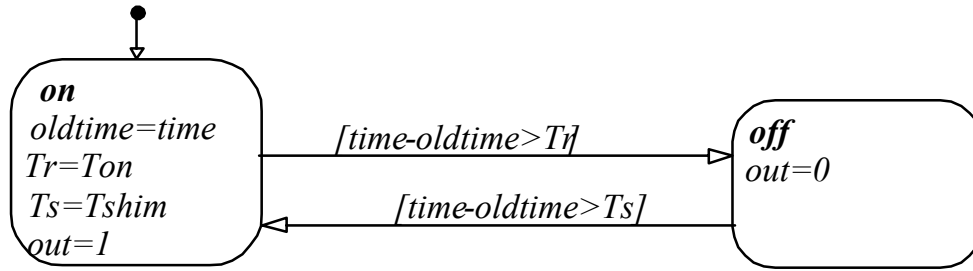 on
oldtime=time
Tr=Ton
Ts=Tshim
out=1
[time-oldtime>Tr]
[time-oldtime>Ts]
off
out=0